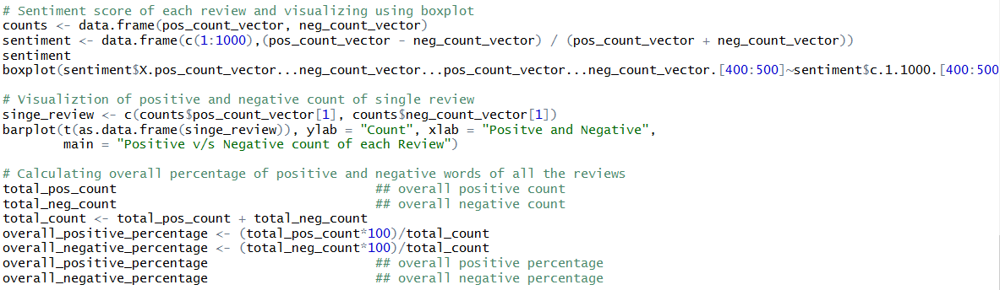 # Sentiment score of each review and visualizing using boxplot
counts <- data.frame(pos_count_vector, neg_count_vector)
sentiment <- data.frame(c(1:1000),(pos_count_vector - neg_count_vector) / (pos_count_vector + neg_count_vector))
sentiment
boxplot(sentiment$X.pos_count_vector...neg_count_vector...pos_count_vector...neg_count_vector.[400:500]~sentiment$c.1.1000.[400:500
# Visualiztion of positive and negative count of single review
singe_review <- c(counts$pos_count_vector[1], counts$neg_count_vector[1])
barplot(t(as.data.frame(singe_review)), ylab = "Count", xlab = "Positve and Negative",
main = "Positive v/s Negative count of each Review")
# Calculating overall percentage of positive and negative words of all the reviews
total_pos_count ## overall positive count
total_neg_count ## overall negative count
total_count <- total_pos_count + total_neg_count
overall_positive_percentage <- (total_pos_count*100)/total_count
overall_negative_percentage <- (total_neg_count*100)/total_count
overall_positive_percentage ## overall positive percentage
overall_negative_percentage ## overall negative percentage